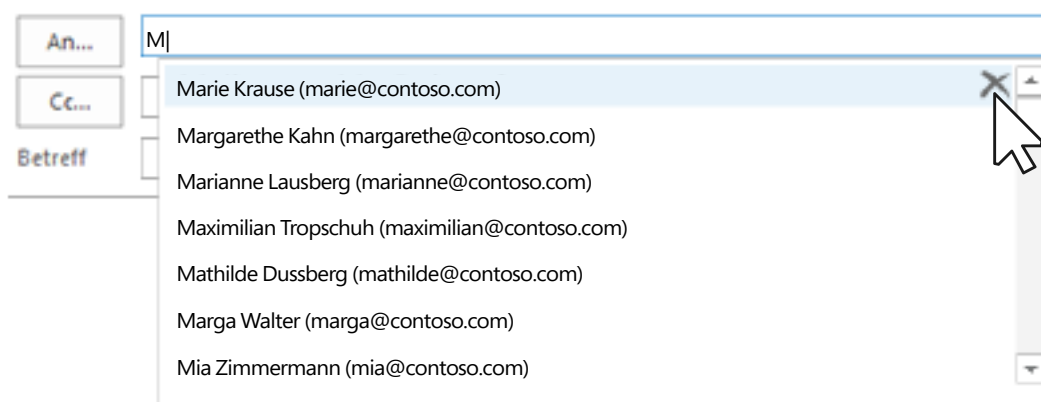 An...
M
Marie Krause (marie@contoso.com)
Cc...
Margarethe Kahn (margarethe@contoso.com)
Betreff
Marianne Lausberg (marianne@contoso.com)
Maximilian Tropschuh (maximilian@contoso.com)
Mathilde Dussberg (mathilde@contoso.com)
Marga Walter (marga@contoso.com)
Mia Zimmermann (mia@contoso.com)